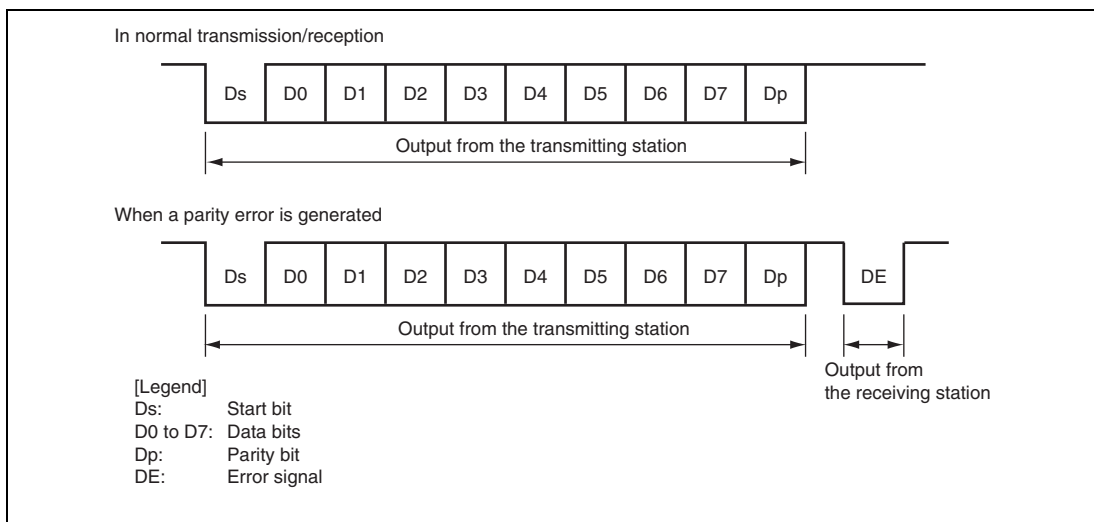 In normal transmission/reception
Ds D0 D1 D2 D3 D4 D5 D6 D7 Dp
Output from the transmitting station
When a parity error is generated
Ds D0 D1 D2 D3 D4 D5 D6 D7 Dp DE
Output from the transmitting station
Output from
the receiving station
[Legend]
Ds: Start bit
D0 to D7: Data bits
Dp: Parity bit
DE: Error signal